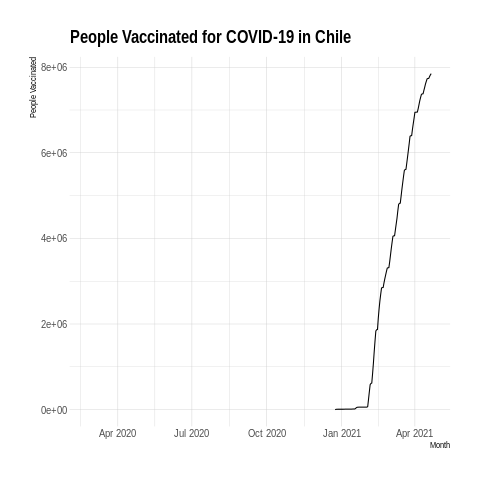 People Vaccinated for COVID-19 in Chile
People Vaccinated
8e+06
6e+06
4e+06
2e+06
0e+00
Apr 2020 Jul 2020 Oct 2020 Jan 2021 Apr 2021
Month